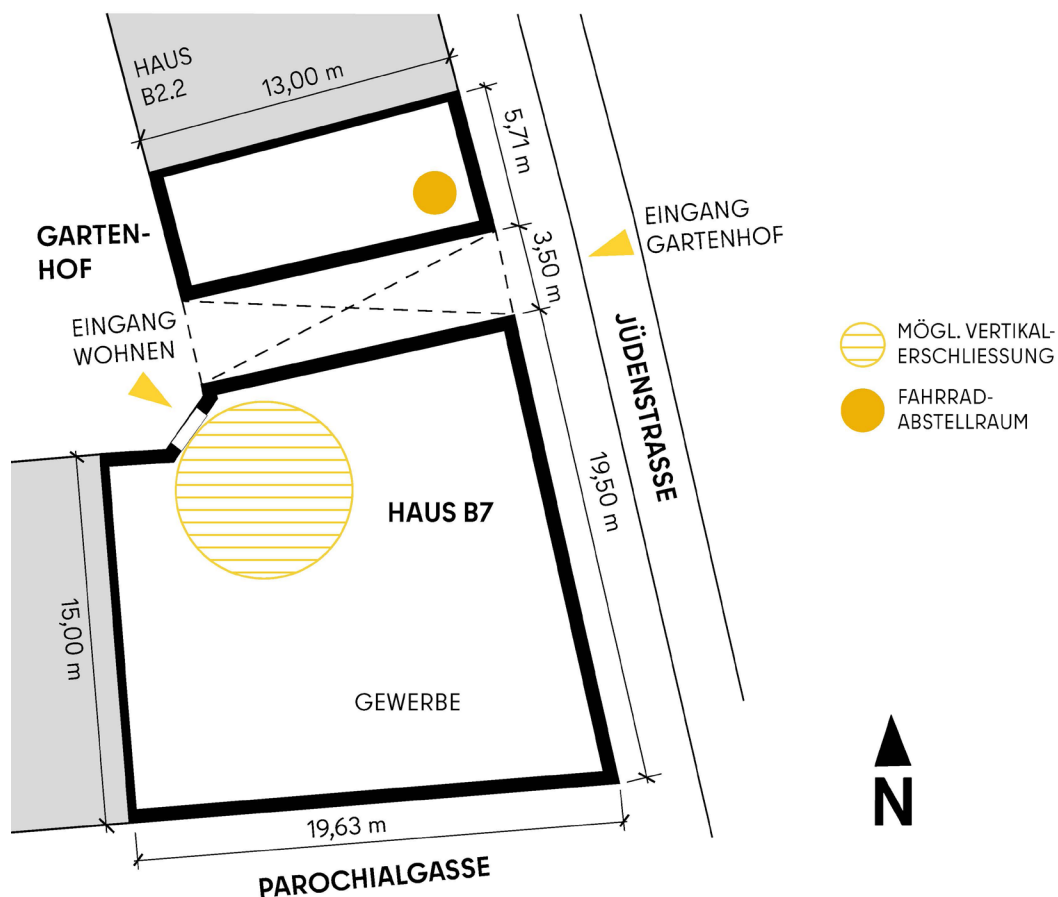 HAUS
B2.2
13,00 m
5,71 m
GARTEN-
HOF
3,50 m
EINGANG
GARTENHOF
EINGANG
WOHNEN
JÜDENSTRASSE
MÖGL. VERTIKAL-
ERSCHLIESSUNG
FAHRRAD-
ABSTELLRAUM
19,50 m
HAUS B7
15,00 m
GEWERBE
N
19,63 m
PAROCHIALGASSE